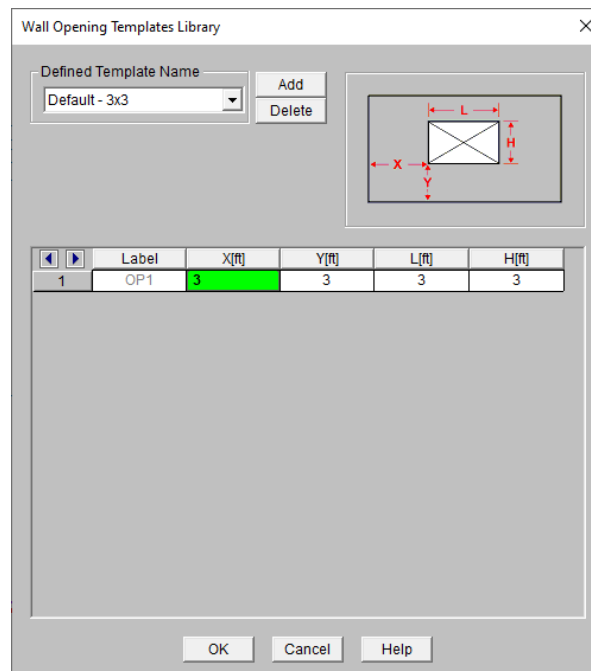 Wall Opening Templates Library
Defined Template Name
Default - 3x3
Add
Delete
L
H
X
Y
Label X[ft] Y[ft] L[ft] H[ft]
1 OP1 3 3 3 3
OK Cancel Help